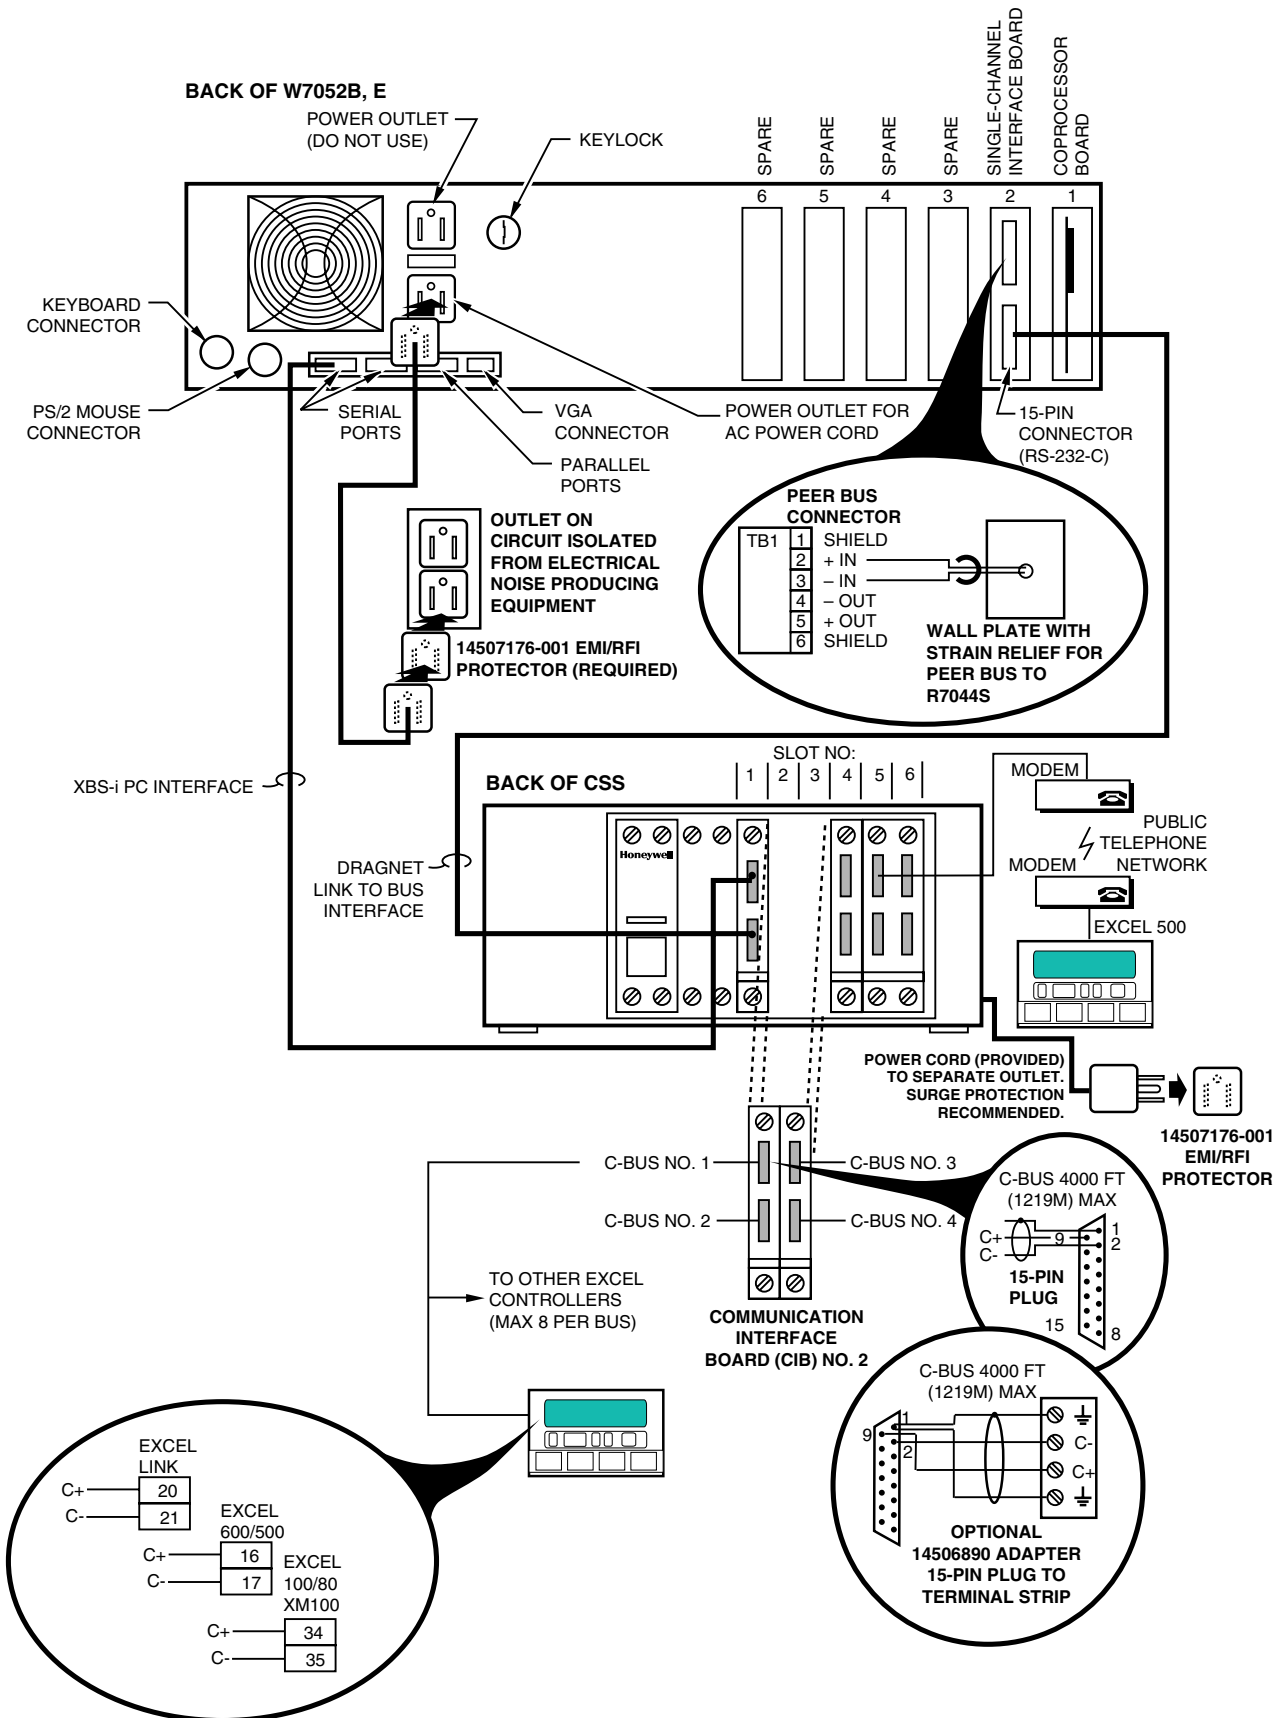 BACK OF W7052B, E
POWER OUTLET
(DO NOT USE)
KEYLOCK
SPARE
SPARE
SPARE
SPARE
SINGLE-CHANNEL
INTERFACE BOARD
COPROCESSOR
BOARD
6
5
4
3
2
1
KEYBOARD
CONNECTOR
PS/2 MOUSE
CONNECTOR
SERIAL
PORTS
VGA
CONNECTOR
PARALLEL
PORTS
POWER OUTLET FOR
AC POWER CORD
15-PIN
CONNECTOR
(RS-232-C)
PEER BUS
CONNECTOR
TB1
1 SHIELD
2 + IN
3 – IN
4 – OUT
5 + OUT
6 SHIELD
WALL PLATE WITH
STRAIN RELIEF FOR
PEER BUS TO
R7044S
OUTLET ON
CIRCUIT ISOLATED
FROM ELECTRICAL
NOISE PRODUCING
EQUIPMENT
14507176-001 EMI/RFI
PROTECTOR (REQUIRED)
XBS-i PC INTERFACE
DRAGNET
LINK TO BUS
INTERFACE
BACK OF CSS
SLOT NO:
1 2 3 4 5 6
Honeywell
MODEM
PUBLIC
TELEPHONE
NETWORK
MODEM
EXCEL 500
POWER CORD (PROVIDED)
TO SEPARATE OUTLET.
SURGE PROTECTION
RECOMMENDED.
14507176-001
EMI/RFI
PROTECTOR
C-BUS NO. 1
C-BUS NO. 3
C-BUS NO. 2
C-BUS NO. 4
COMMUNICATION
INTERFACE
BOARD (CIB) NO. 2
TO OTHER EXCEL
CONTROLLERS
(MAX 8 PER BUS)
C-BUS 4000 FT
(1219M) MAX
C+
C-
9
1
2
15-PIN
PLUG
15
8
C-BUS 4000 FT
(1219M) MAX
9
1
2
C-
C+
OPTIONAL
14506890 ADAPTER
15-PIN PLUG TO
TERMINAL STRIP
EXCEL
LINK
C+ 20
C- 21
EXCEL
600/500
C+ 16
C- 17
EXCEL
100/80
XM100
C+ 34
C- 35